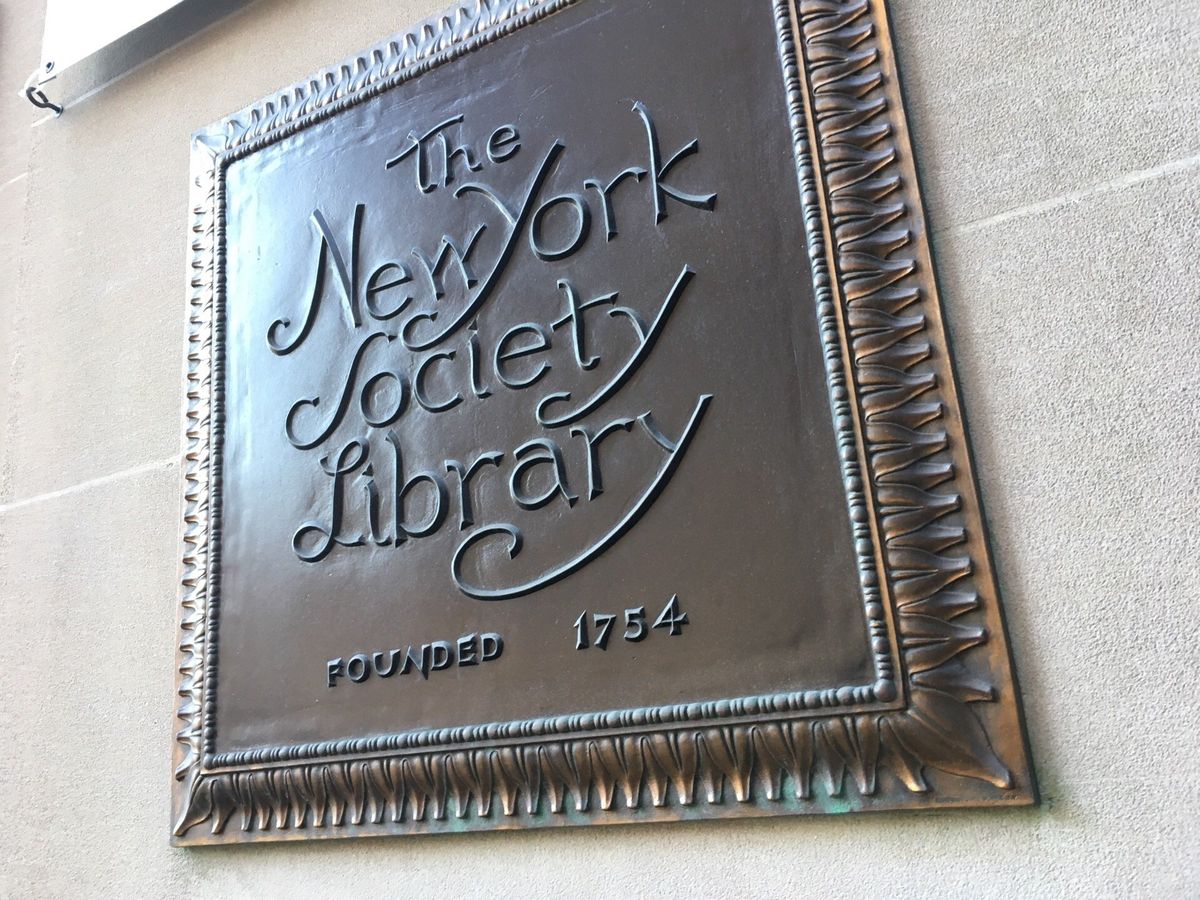 The
New York
Society
Library
FOUNDED 1754